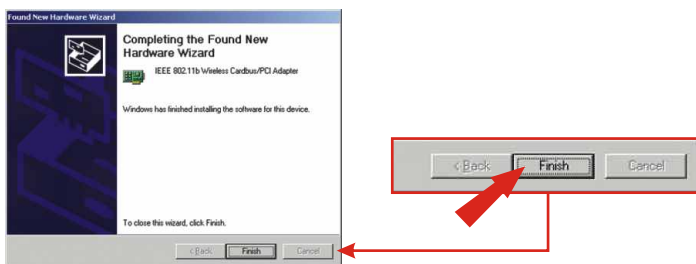 Found New Hardware Wizard
Completing the Found New
Hardware Wizard
IEEE 802.11b Wireless Cardbus/PCI Adapter
Windows has finished installing the software for this device.
To close this wizard, click Finish.
< Back Finish Cancel
< Back Finish Cancel